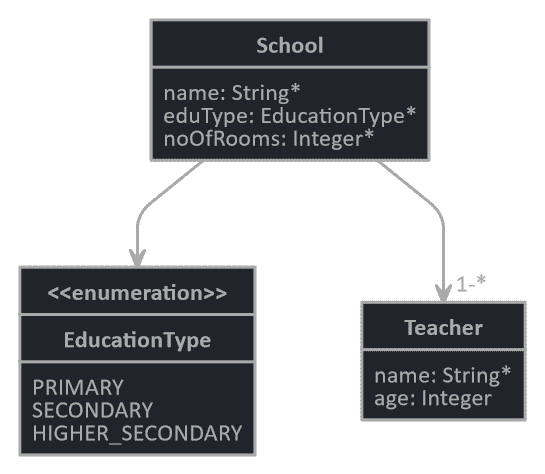 School
name: String*
eduType: EducationType*
noOfRooms: Integer*
<<enumeration>>
EducationType
PRIMARY
SECONDARY
HIGHER_SECONDARY
1-*
Teacher
name: String*
age: Integer